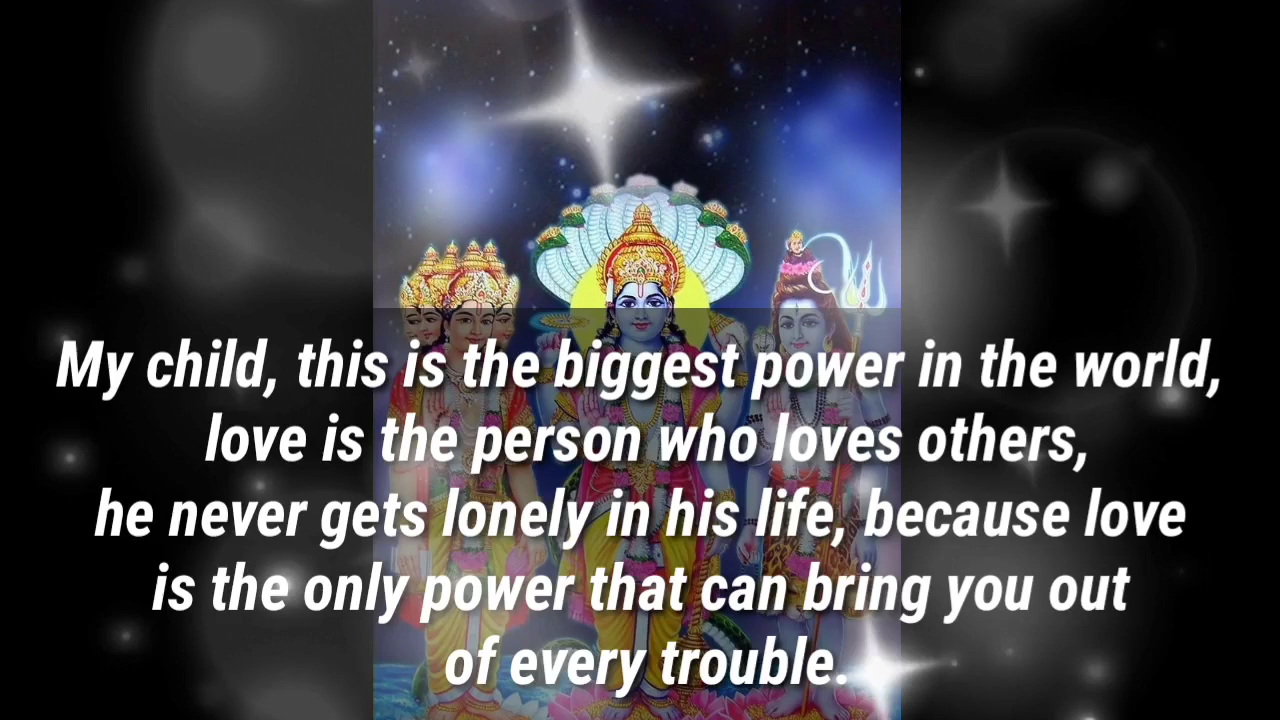 My child, this is the biggest power in the world,
love is the person who loves others,
he never gets lonely in his life, because love
is the only power that can bring you out
of every trouble.